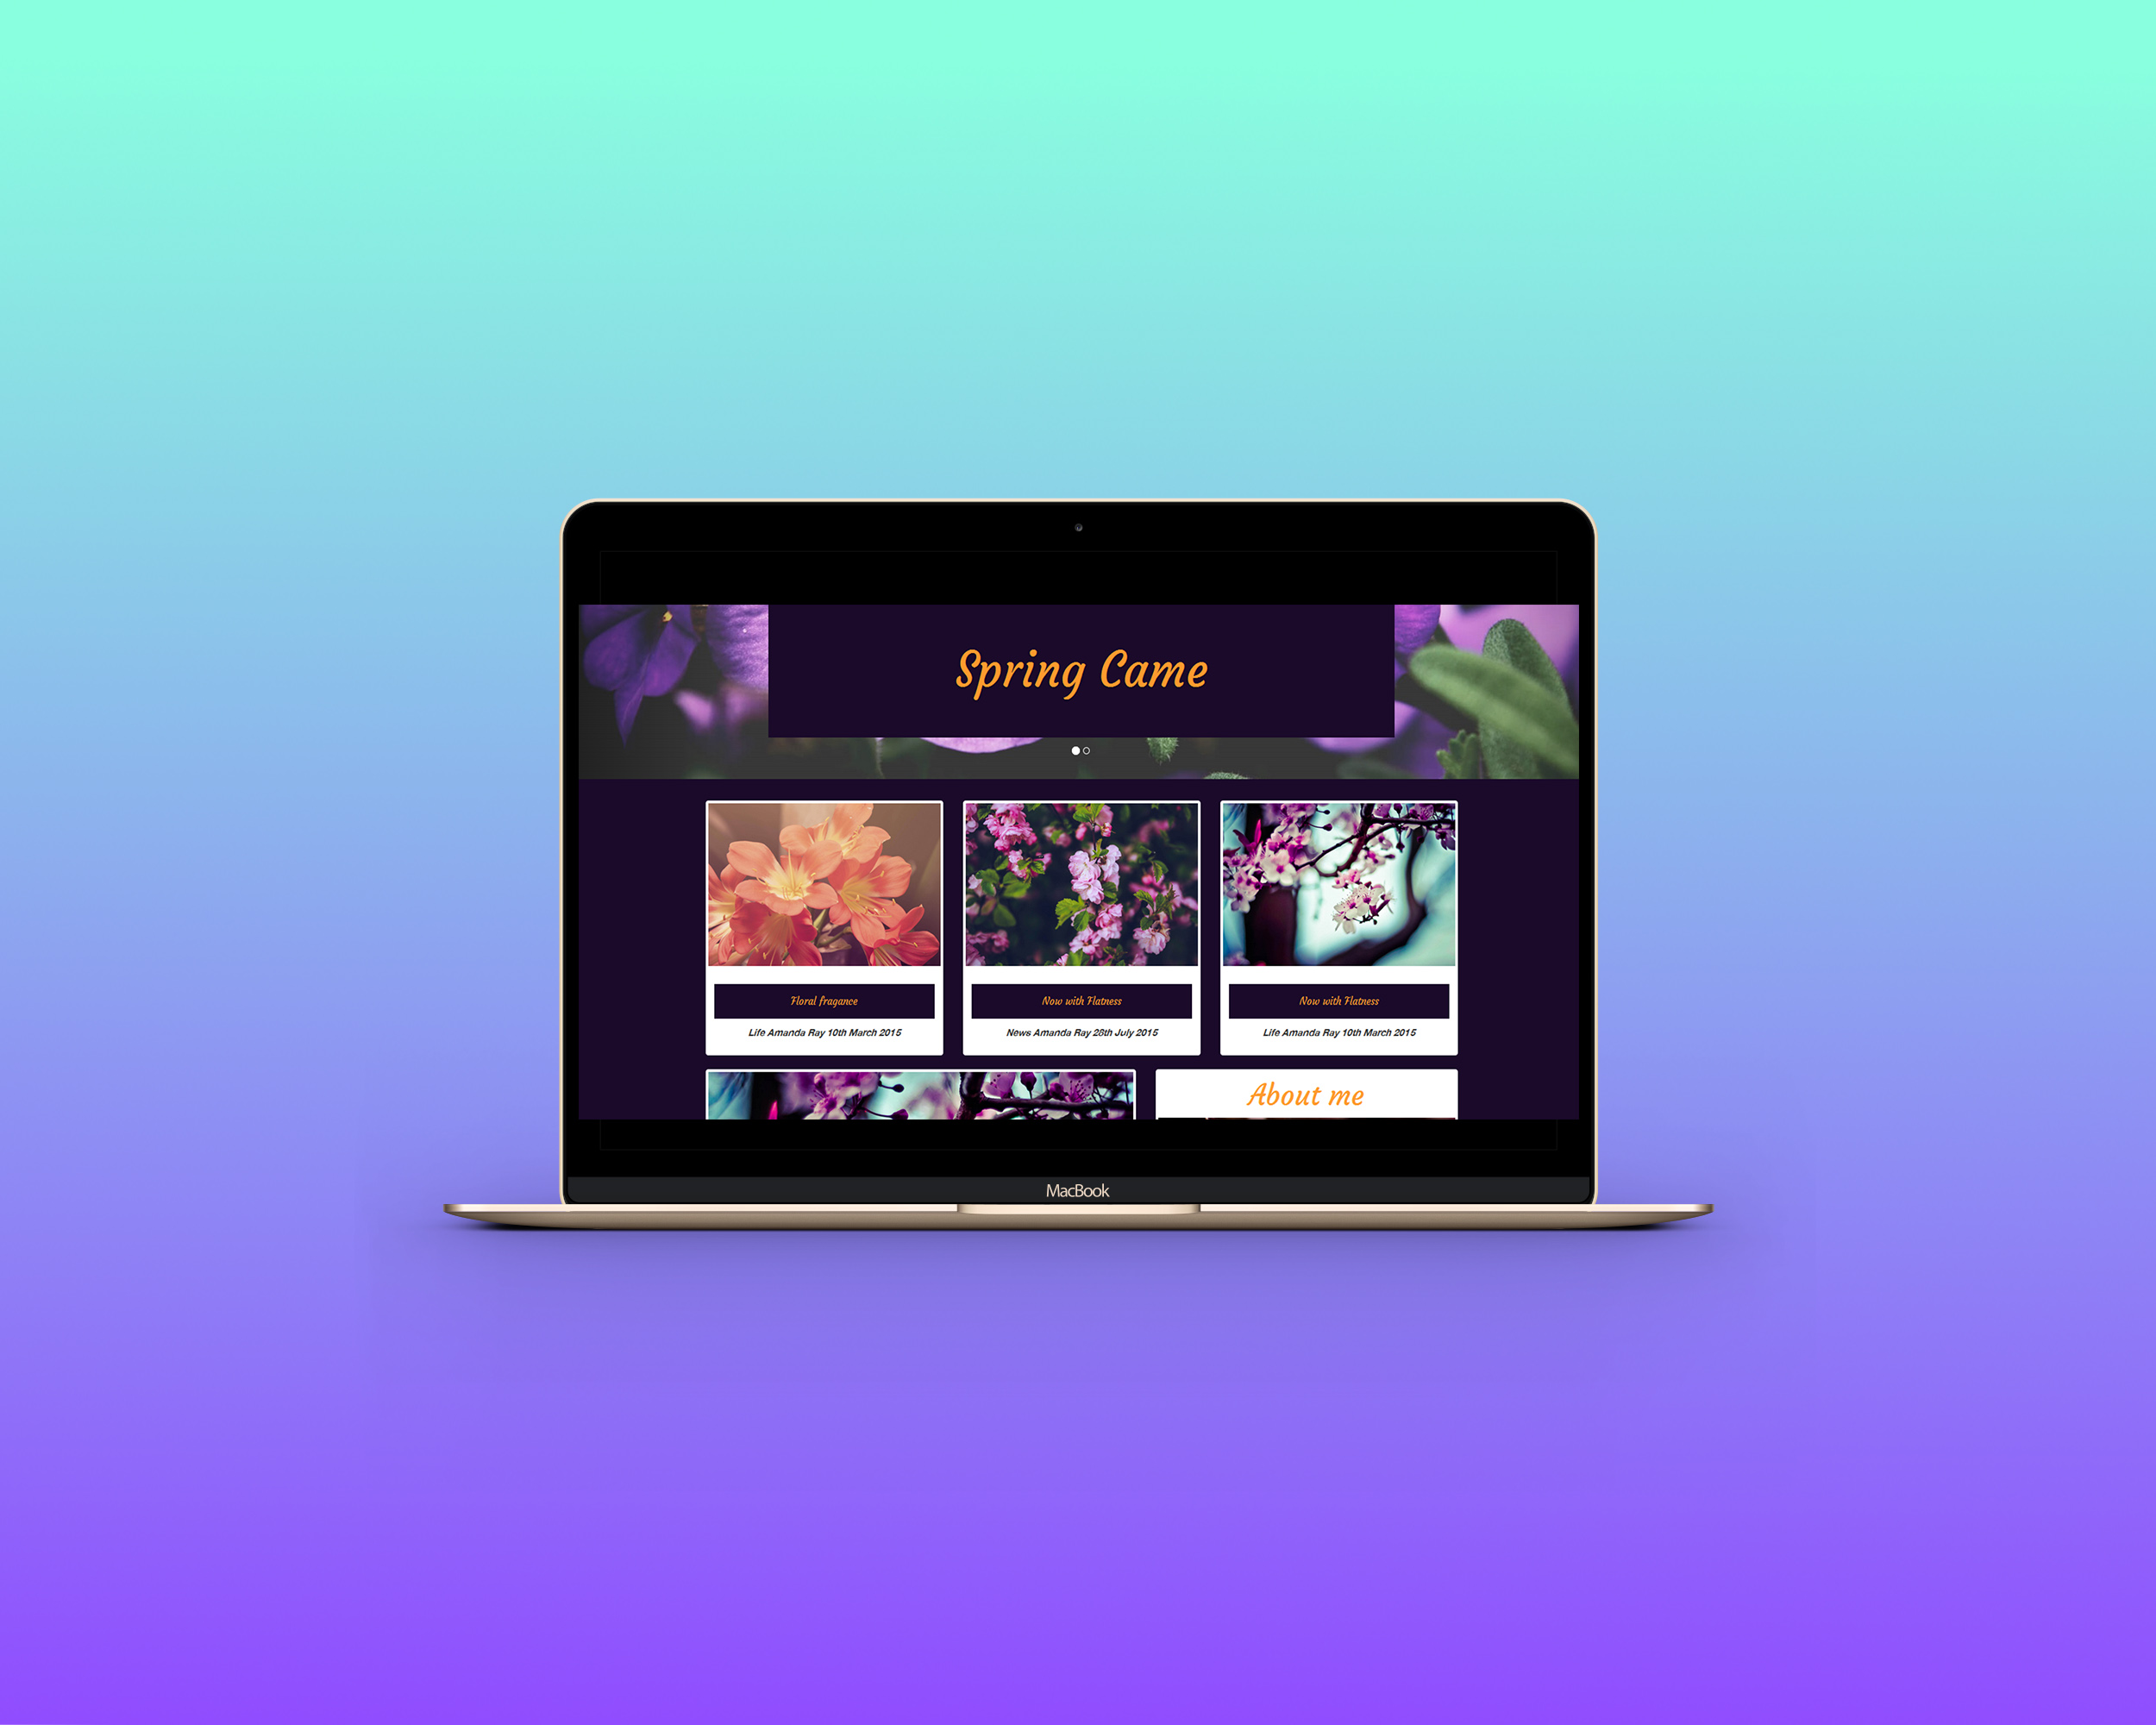 Spring Came
Floral fragance
Now with Flatness
Now with Flatness
Life Amanda Ray 10th March 2015
News Amanda Ray 28th July 2015
Life Amanda Ray 10th March 2015
About me
MacBook